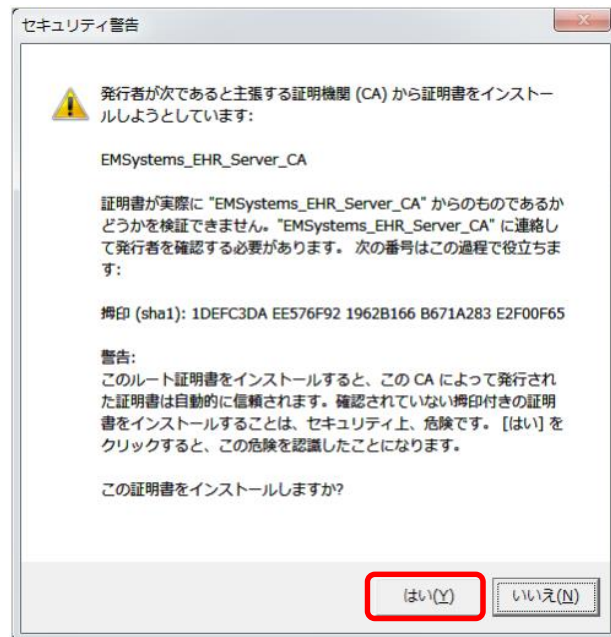 セキュリティ警告
発行者が次であると主張する証明機関 (CA) から証明書をインストー
ルしようとしています:
EMSystems_EHR_Server_CA
証明書が実際に "EMSystems_EHR_Server_CA" からのものであるか
どうかを検証できません。"EMSystems_EHR_Server_CA" に連絡し
て発行者を確認する必要があります。 次の番号はこの過程で役立ちま
す:
拇印 (sha1): 1DEFC3DA EE576F92 1962B166 B671A283 E2F00F65
警告:
このルート証明書をインストールすると、この CA によって発行され
た証明書は自動的に信頼されます。確認されていない拇印付きの証明
書をインストールすることは、セキュリティ上、危険です。 [はい] を
クリックすると、この危険を認識したことになります。
この証明書をインストールしますか?
はい(Y)
いいえ(N)